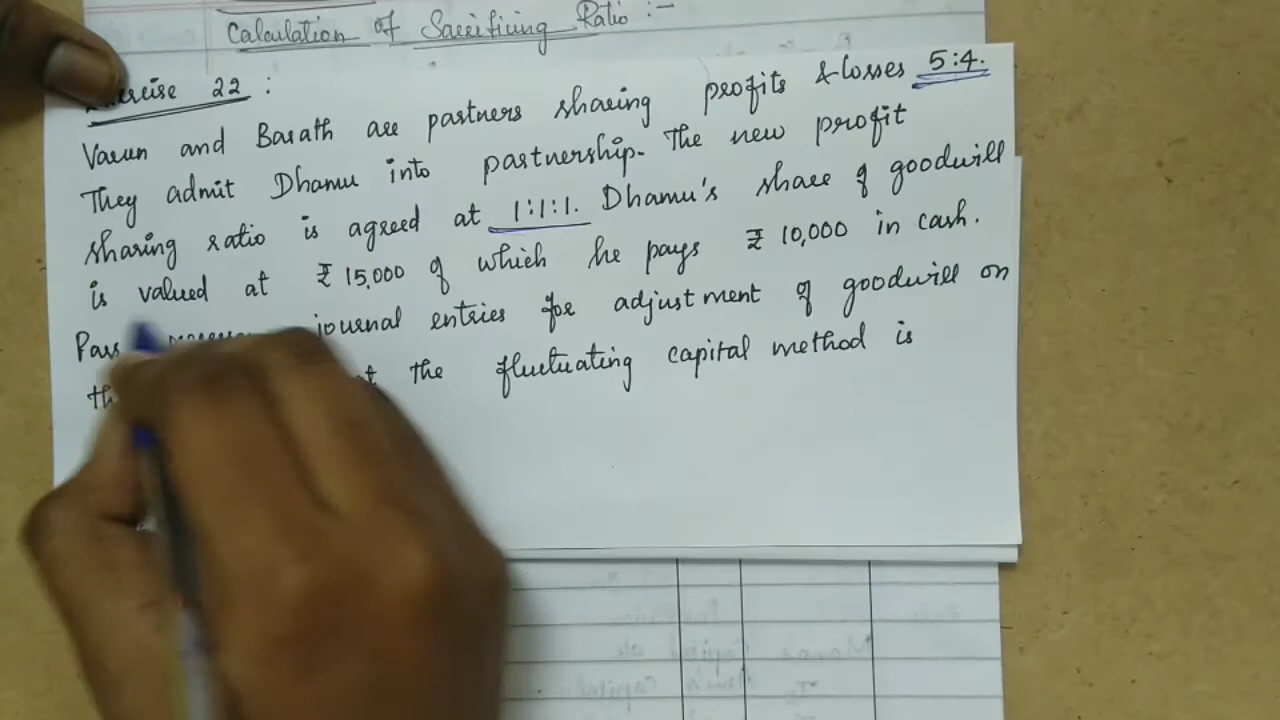 Calculation of Sacrificing Ratio :-
22 :
Varun and Barath are partners sharing profits & losses 5:4.
They admit Dhamu into partnership. The new profit
sharing ratio is agreed at 1:1:1. Dhamu's share of goodwill
is valued at ₹ 15,000 of which he pays ₹ 10,000 in cash.
Pass journal entries for adjustment of goodwill on
the fluctuating capital method is